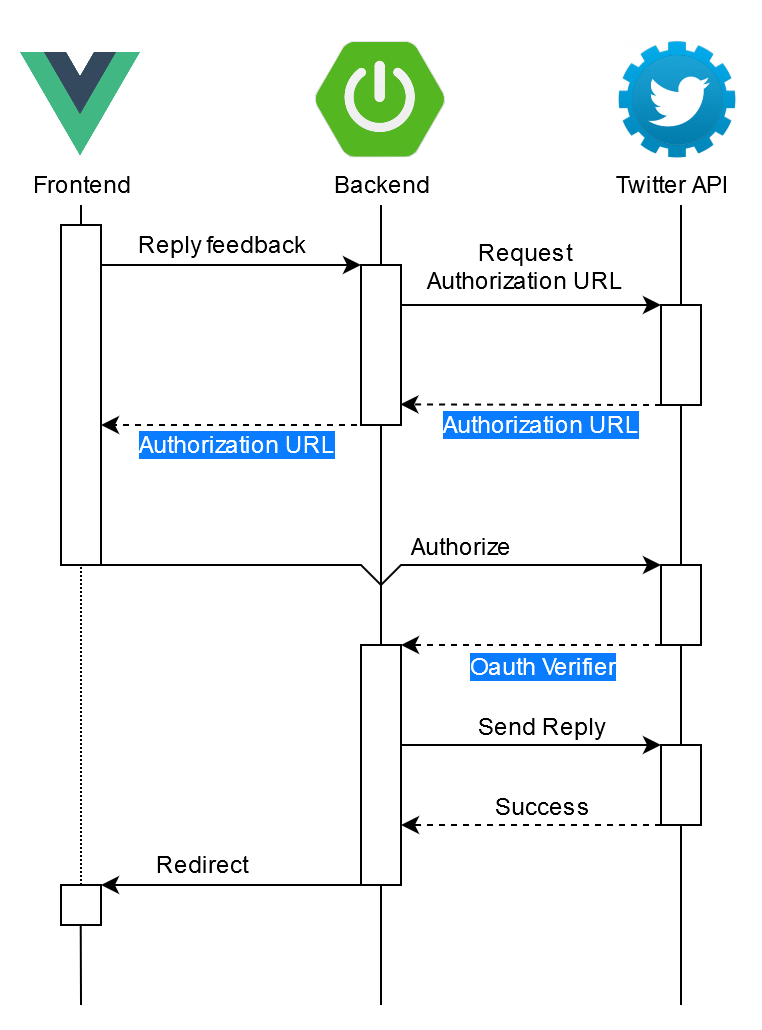 Frontend
Backend
Twitter API
Reply feedback
Request
Authorization URL
Authorization URL
Authorization URL
Authorize
Oauth Verifier
Send Reply
Success
Redirect